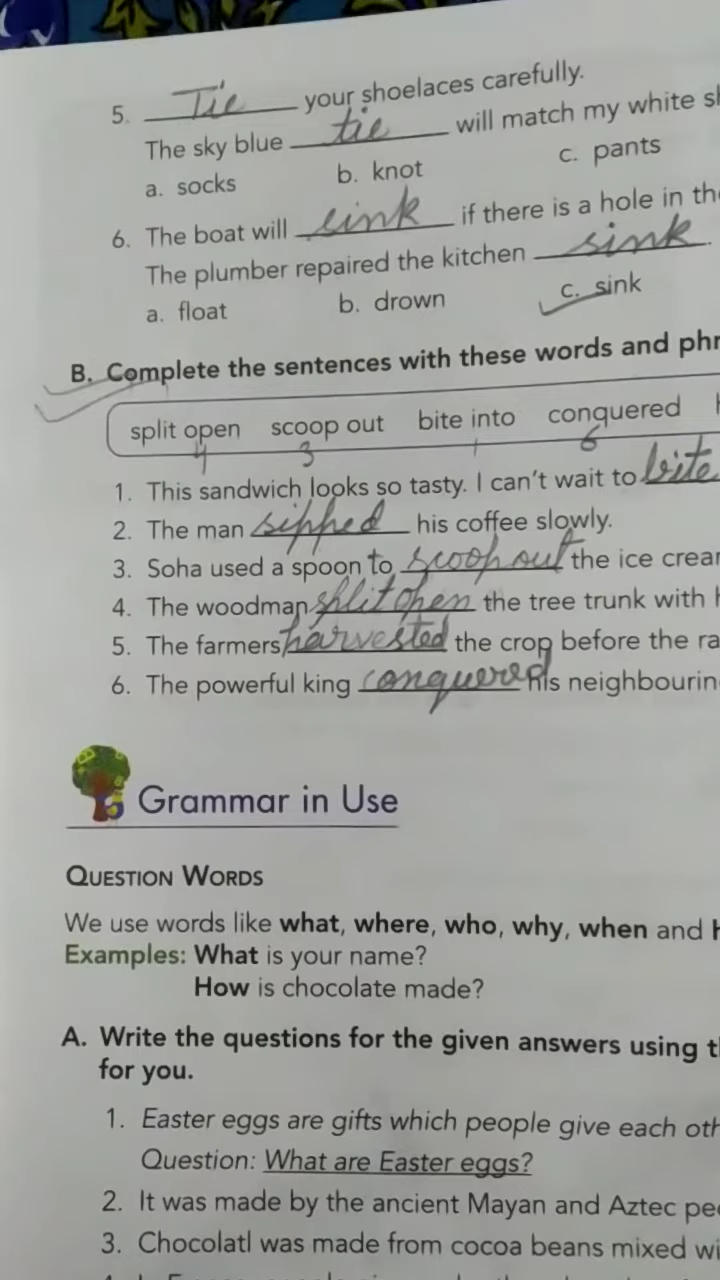 5. Tie your shoelaces carefully.
The sky blue tie will match my white
a. socks b. knot c. pants
6. The boat will sink if there is a hole in the
The plumber repaired the kitchen sink.
a. float b. drown c. sink
B. Complete the sentences with these words and
split open scoop out bite into conquered
4 3 1 6
1. This sandwich looks so tasty. I can't wait to bite
2. The man sipped his coffee slowly.
3. Soha used a spoon to scoop out the ice
4. The woodman split open the tree trunk with
5. The farmers harvested the crop before the
6. The powerful king conquered his
Grammar in Use
QUESTION WORDS
We use words like what, where, who, why, when and
Examples: What is your name?
How is chocolate made?
A. Write the questions for the given answers using
for you.
1. Easter eggs are gifts which people give each
Question: What are Easter eggs?
2. It was made by the ancient Mayan and Aztec
3. Chocolatl was made from cocoa beans mixed